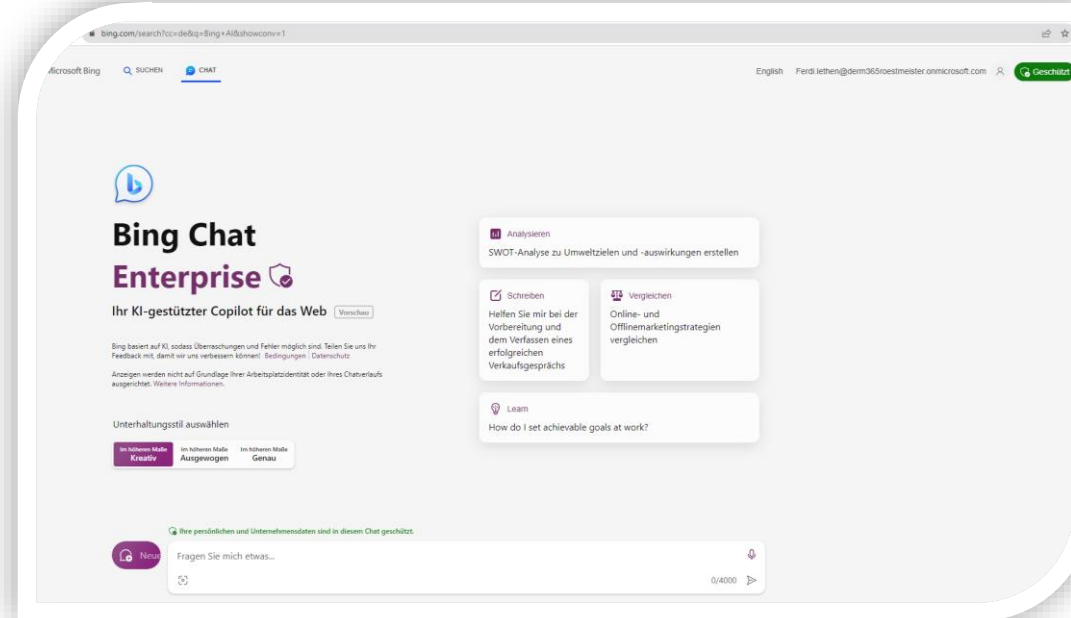 bing.com/search?cc=de&q=Bing+AI&showconv=1
Microsoft Bing
SUCHEN
CHAT
English
Ferdi.lethen@derm365roestmeister.onmicrosoft.com
Geschützt
Bing Chat
Enterprise
Ihr KI-gestützter Copilot für das Web
Vorschau
Bing basiert auf KI, sodass Überraschungen und Fehler möglich sind. Teilen Sie uns Ihr
Feedback mit, damit wir uns verbessern können! Bedingungen | Datenschutz
Anzeigen werden nicht auf Grundlage Ihrer Arbeitsplatzidentität oder Ihres Chatverlaufs
ausgerichtet. Weitere Informationen.
Unterhaltungsstil auswählen
Im höheren Maße
Kreativ
Im höheren Maße
Ausgewogen
Im höheren Maße
Genau
Analysieren
SWOT-Analyse zu Umweltzielen und -auswirkungen erstellen
Schreiben
Helfen Sie mir bei der
Vorbereitung und
dem Verfassen eines
erfolgreichen
Verkaufsgesprächs
Vergleichen
Online- und
Offlinemarketingstrategien
vergleichen
Learn
How do I set achievable goals at work?
Ihre persönlichen und Unternehmensdaten sind in diesem Chat geschützt.
Neue
Fragen Sie mich etwas...
0/4000